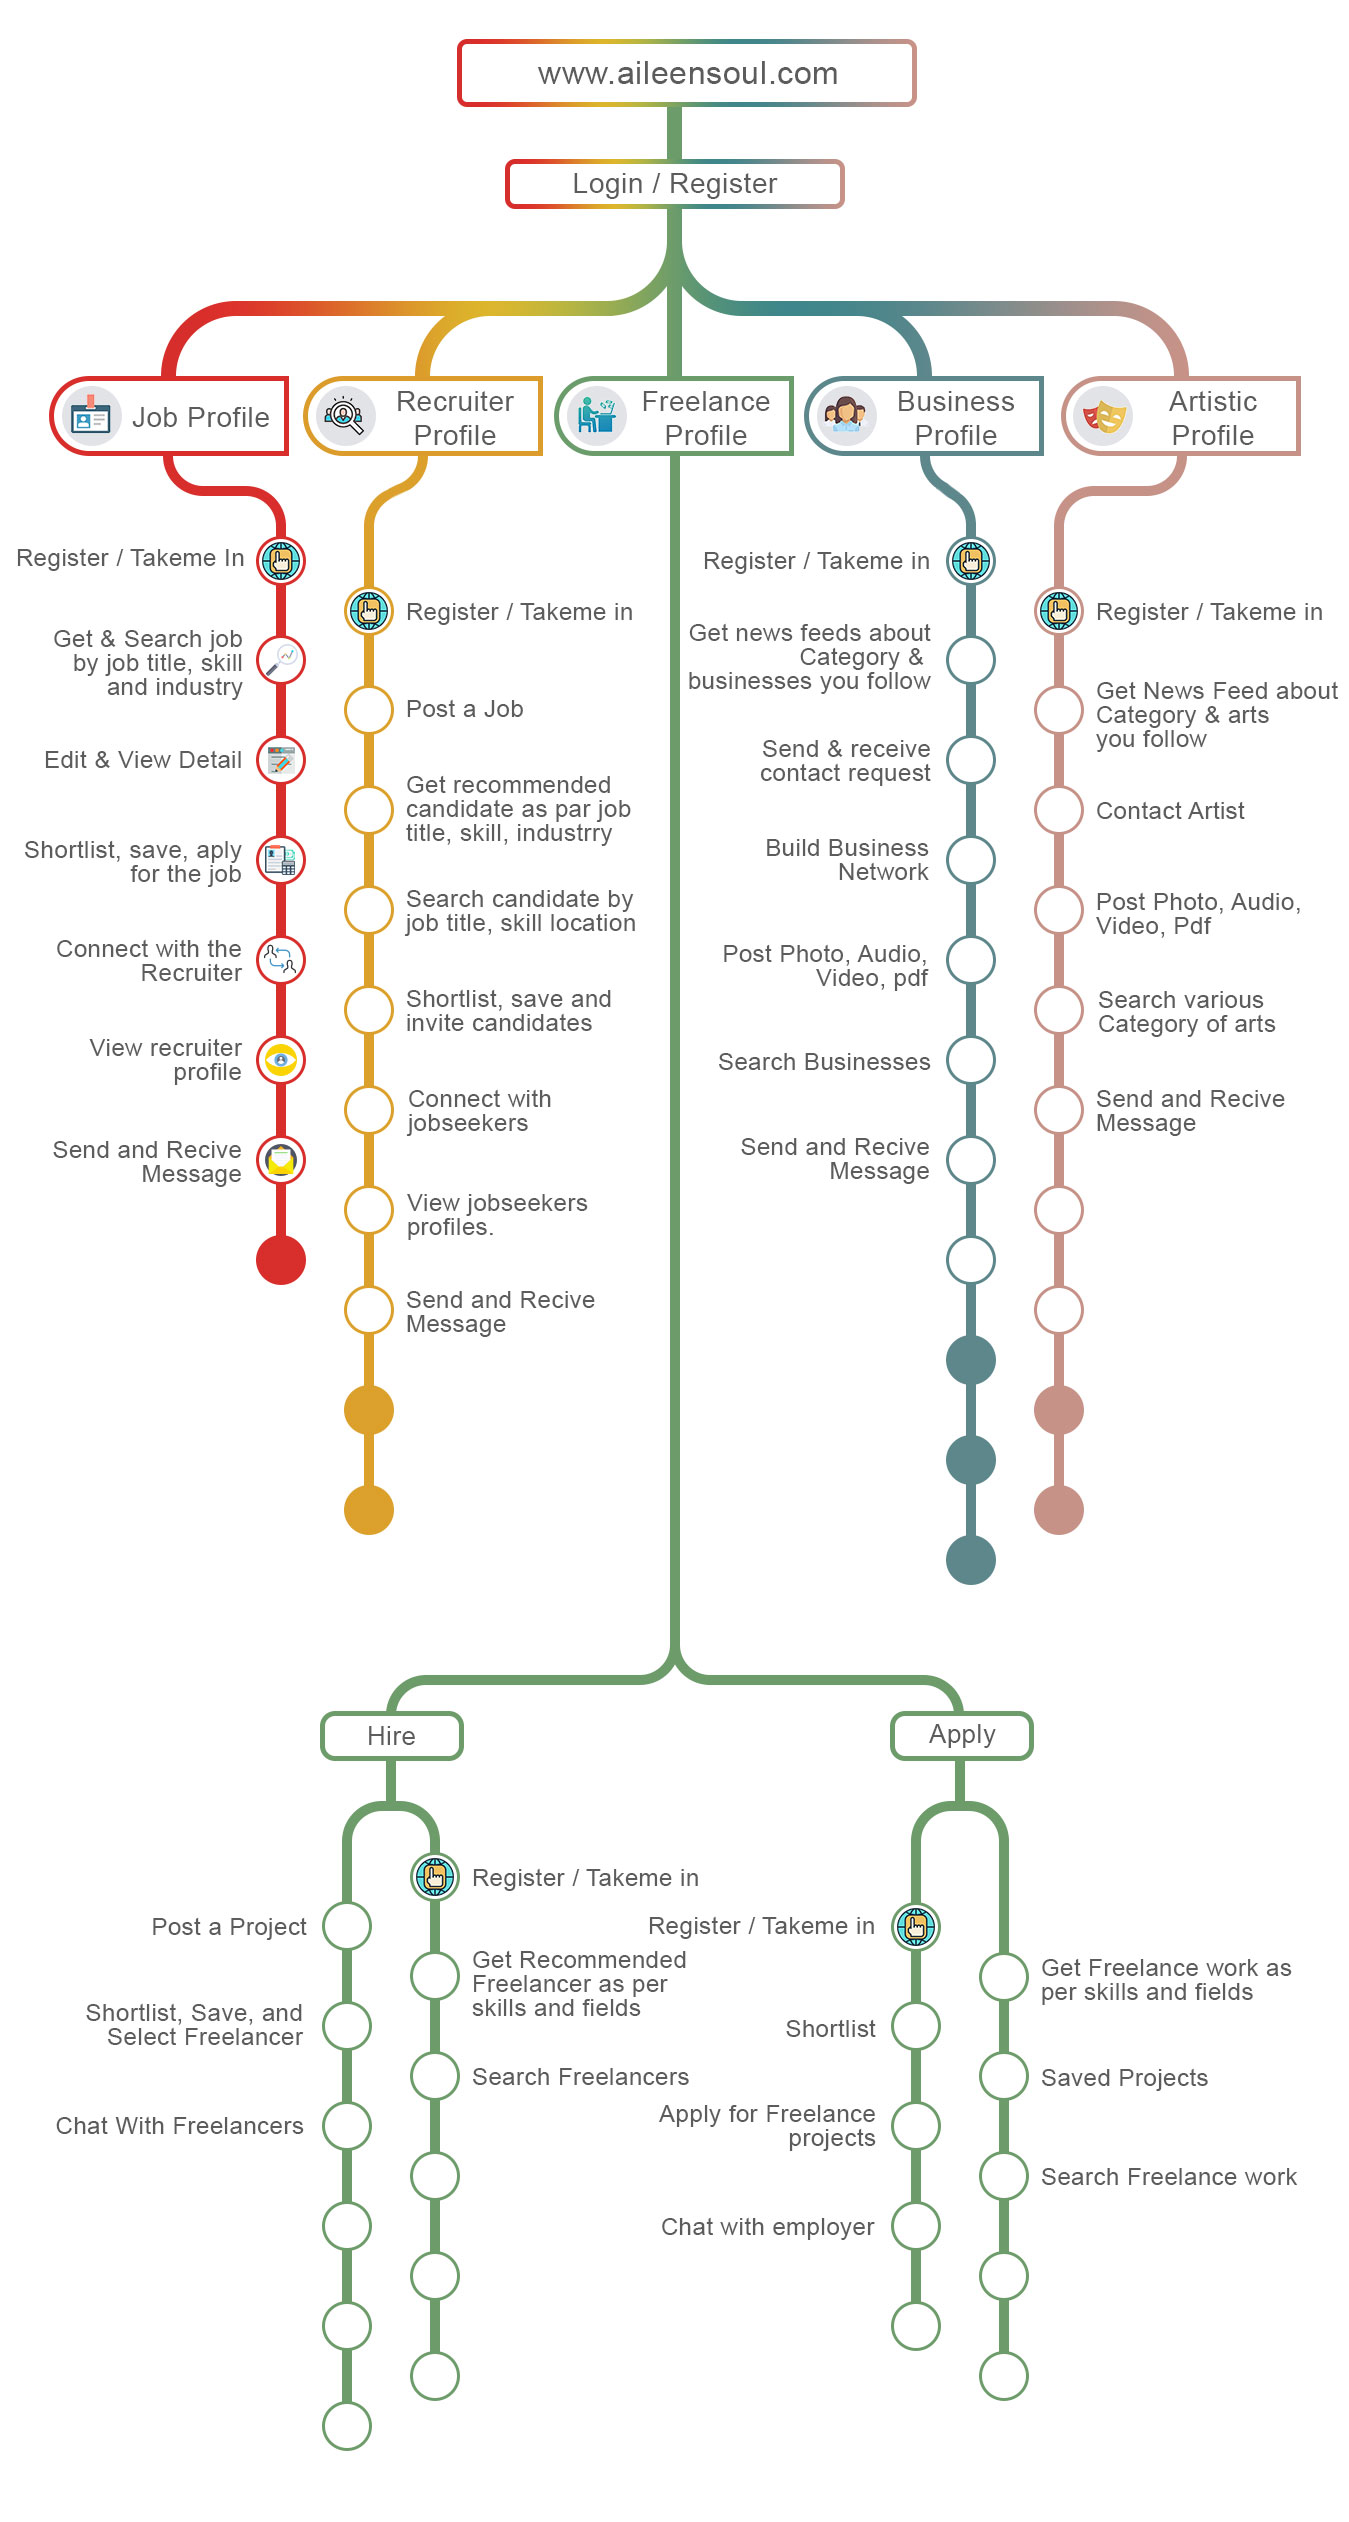 www.aileensoul.com
Login / Register
Job Profile
Recruiter
Profile
Freelance
Profile
Business
Profile
Artistic
Profile
Register / Takeme In
Get & Search job
by job title, skill
and industry
Edit & View Detail
Shortlist, save, aply
for the job
Connect with the
Recruiter
View recruiter
profile
Send and Recive
Message
Register / Takeme in
Post a Job
Get recommended
candidate as par job
title, skill, industrry
Search candidate by
job title, skill location
Shortlist, save and
invite candidates
Connect with
jobseekers
View jobseekers
profiles.
Send and Recive
Message
Register / Takeme in
Get news feeds about
Category &
businesses you follow
Send & receive
contact request
Build Business
Network
Post Photo, Audio,
Video, pdf
Search Businesses
Send and Recive
Message
Register / Takeme in
Get News Feed about
Category & arts
you follow
Contact Artist
Post Photo, Audio,
Video, Pdf
Search various
Category of arts
Send and Recive
Message
Hire
Post a Project
Shortlist, Save, and
Select Freelancer
Chat With Freelancers
Register / Takeme in
Get Recommended
Freelancer as per
skills and fields
Search Freelancers
Apply
Register / Takeme in
Shortlist
Apply for Freelance
projects
Chat with employer
Get Freelance work as
per skills and fields
Saved Projects
Search Freelance work